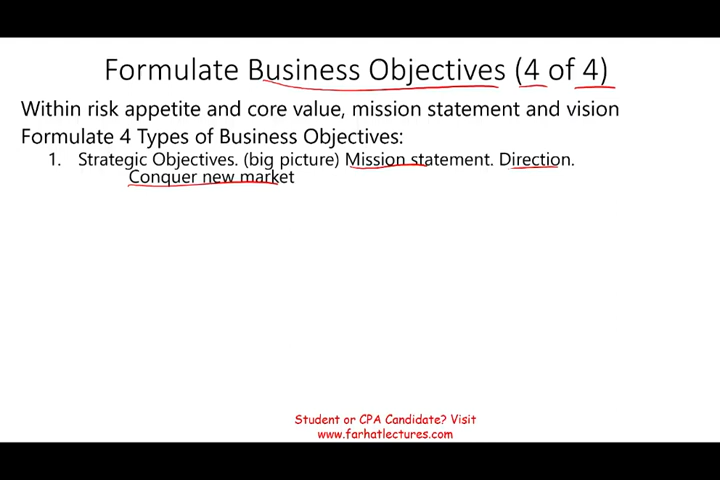 Formulate Business Objectives (4 of 4)
Within risk appetite and core value, mission statement and vision
Formulate 4 Types of Business Objectives:
1. Strategic Objectives. (big picture) Mission statement. Direction.
Conquer new market
Student or CPA Candidate? Visit
www.farhatlectures.com